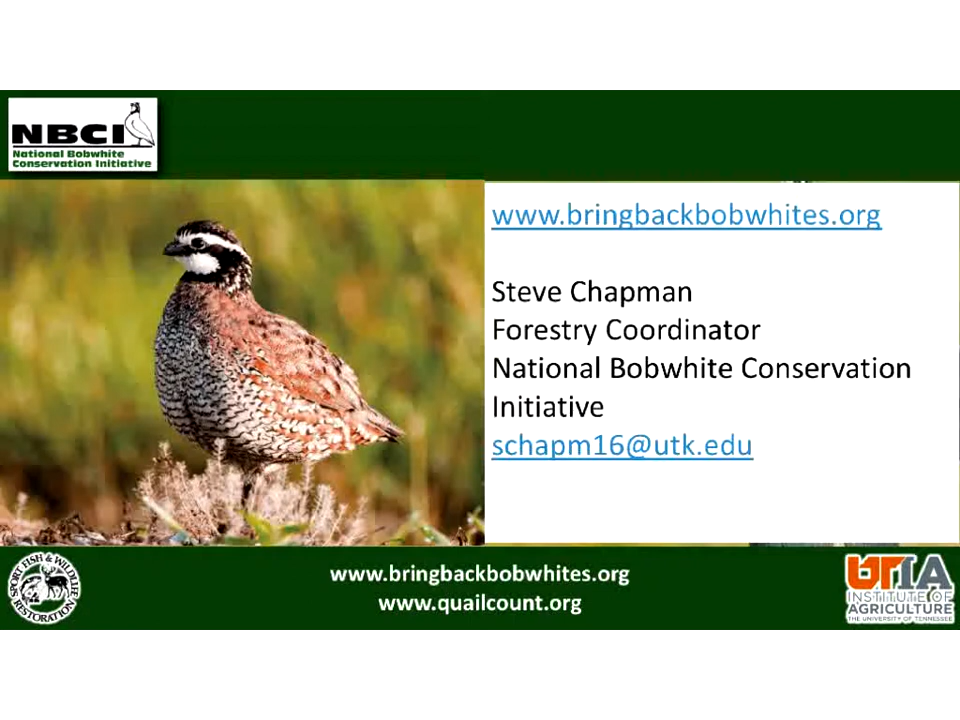 NBCI
National Bobwhite
Conservation Initiative
www.bringbackbobwhites.org
Steve Chapman
Forestry Coordinator
National Bobwhite Conservation
Initiative
schapm16@utk.edu
SPORT FISH & WILDLIFE
RESTORATION
www.bringbackbobwhites.org
www.quailcount.org
UTIA
INSTITUTE OF
AGRICULTURE
THE UNIVERSITY OF TENNESSEE